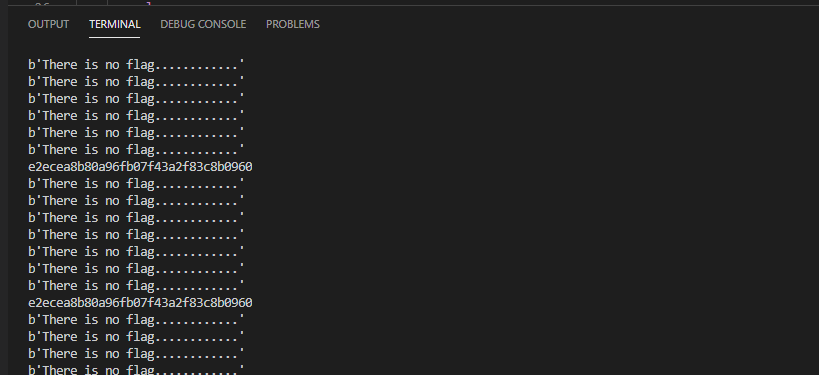 OUTPUT TERMINAL DEBUG CONSOLE PROBLEMS
b'There is no flag............'
b'There is no flag............'
b'There is no flag............'
b'There is no flag............'
b'There is no flag............'
b'There is no flag............'
e2ecea8b80a96fb07f43a2f83c8b0960
b'There is no flag............'
b'There is no flag............'
b'There is no flag............'
b'There is no flag............'
b'There is no flag............'
b'There is no flag............'
b'There is no flag............'
e2ecea8b80a96fb07f43a2f83c8b0960
b'There is no flag............'
b'There is no flag............'
b'There is no flag............'
b'There is no flag............'